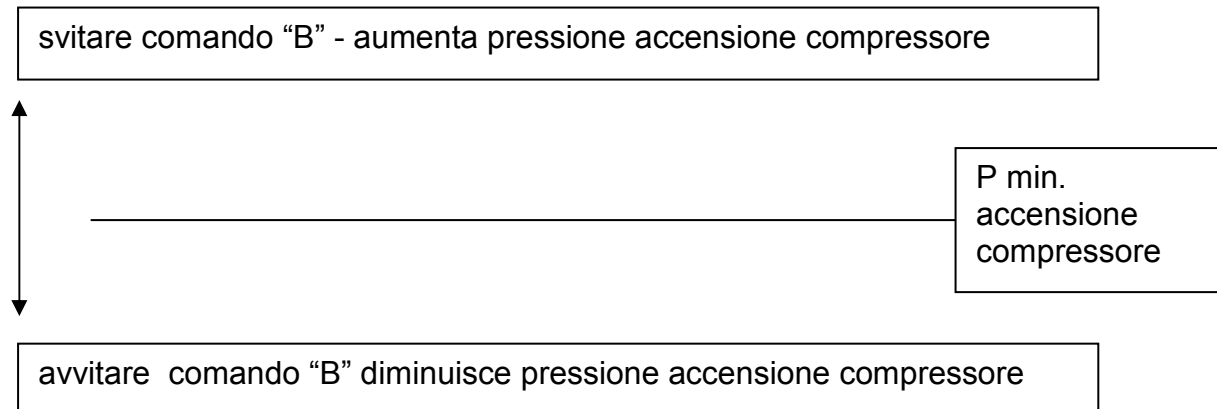 svitare comando “B” - aumenta pressione accensione compressore
P min.
accensione
compressore
avvitare  comando “B” diminuisce pressione accensione compressore